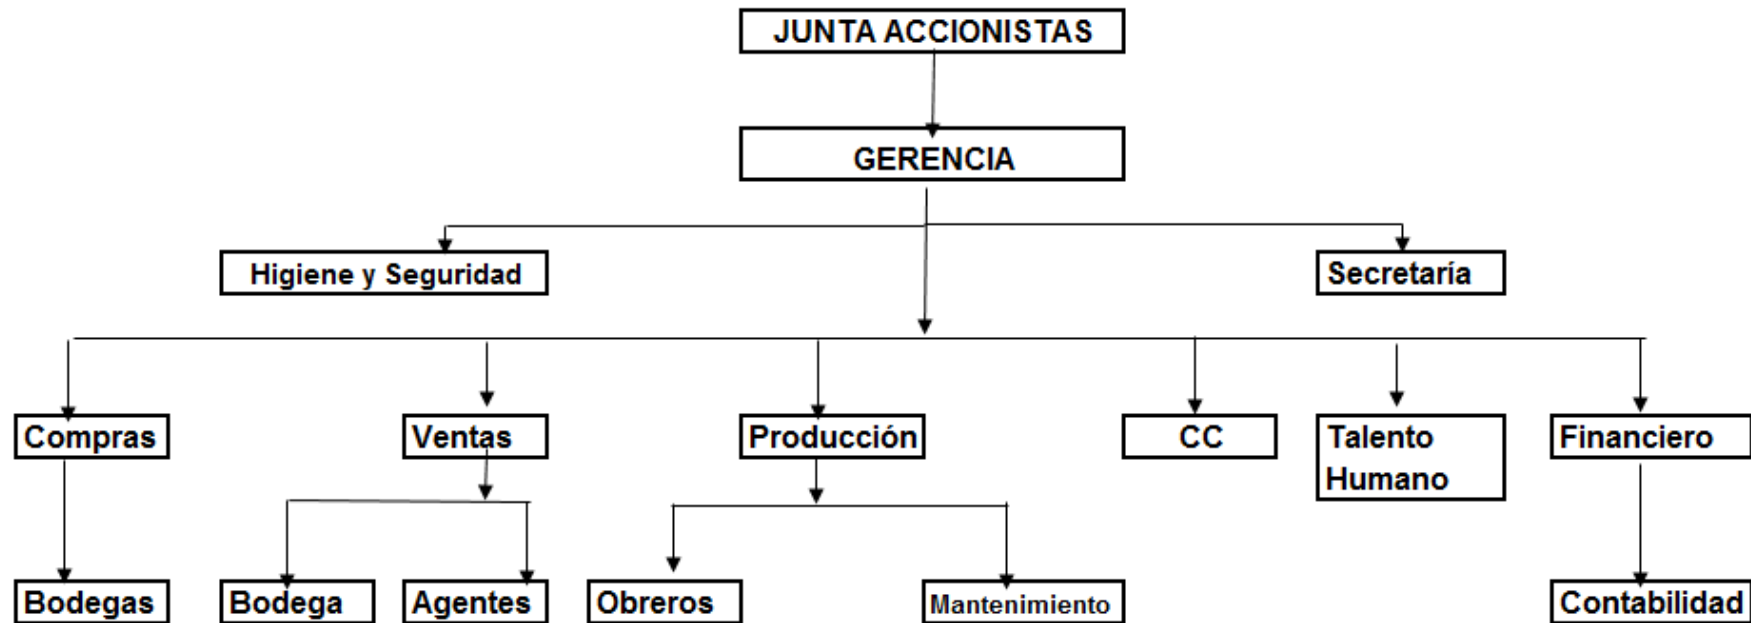 JUNTA ACCIONISTAS
GERENCIA
Higiene y Seguridad
Secretaría
Compras
Ventas
Producción
CC
Talento
Humano
Financiero
Bodegas
Bodega
Agentes
Obreros
Mantenimiento
Contabilidad